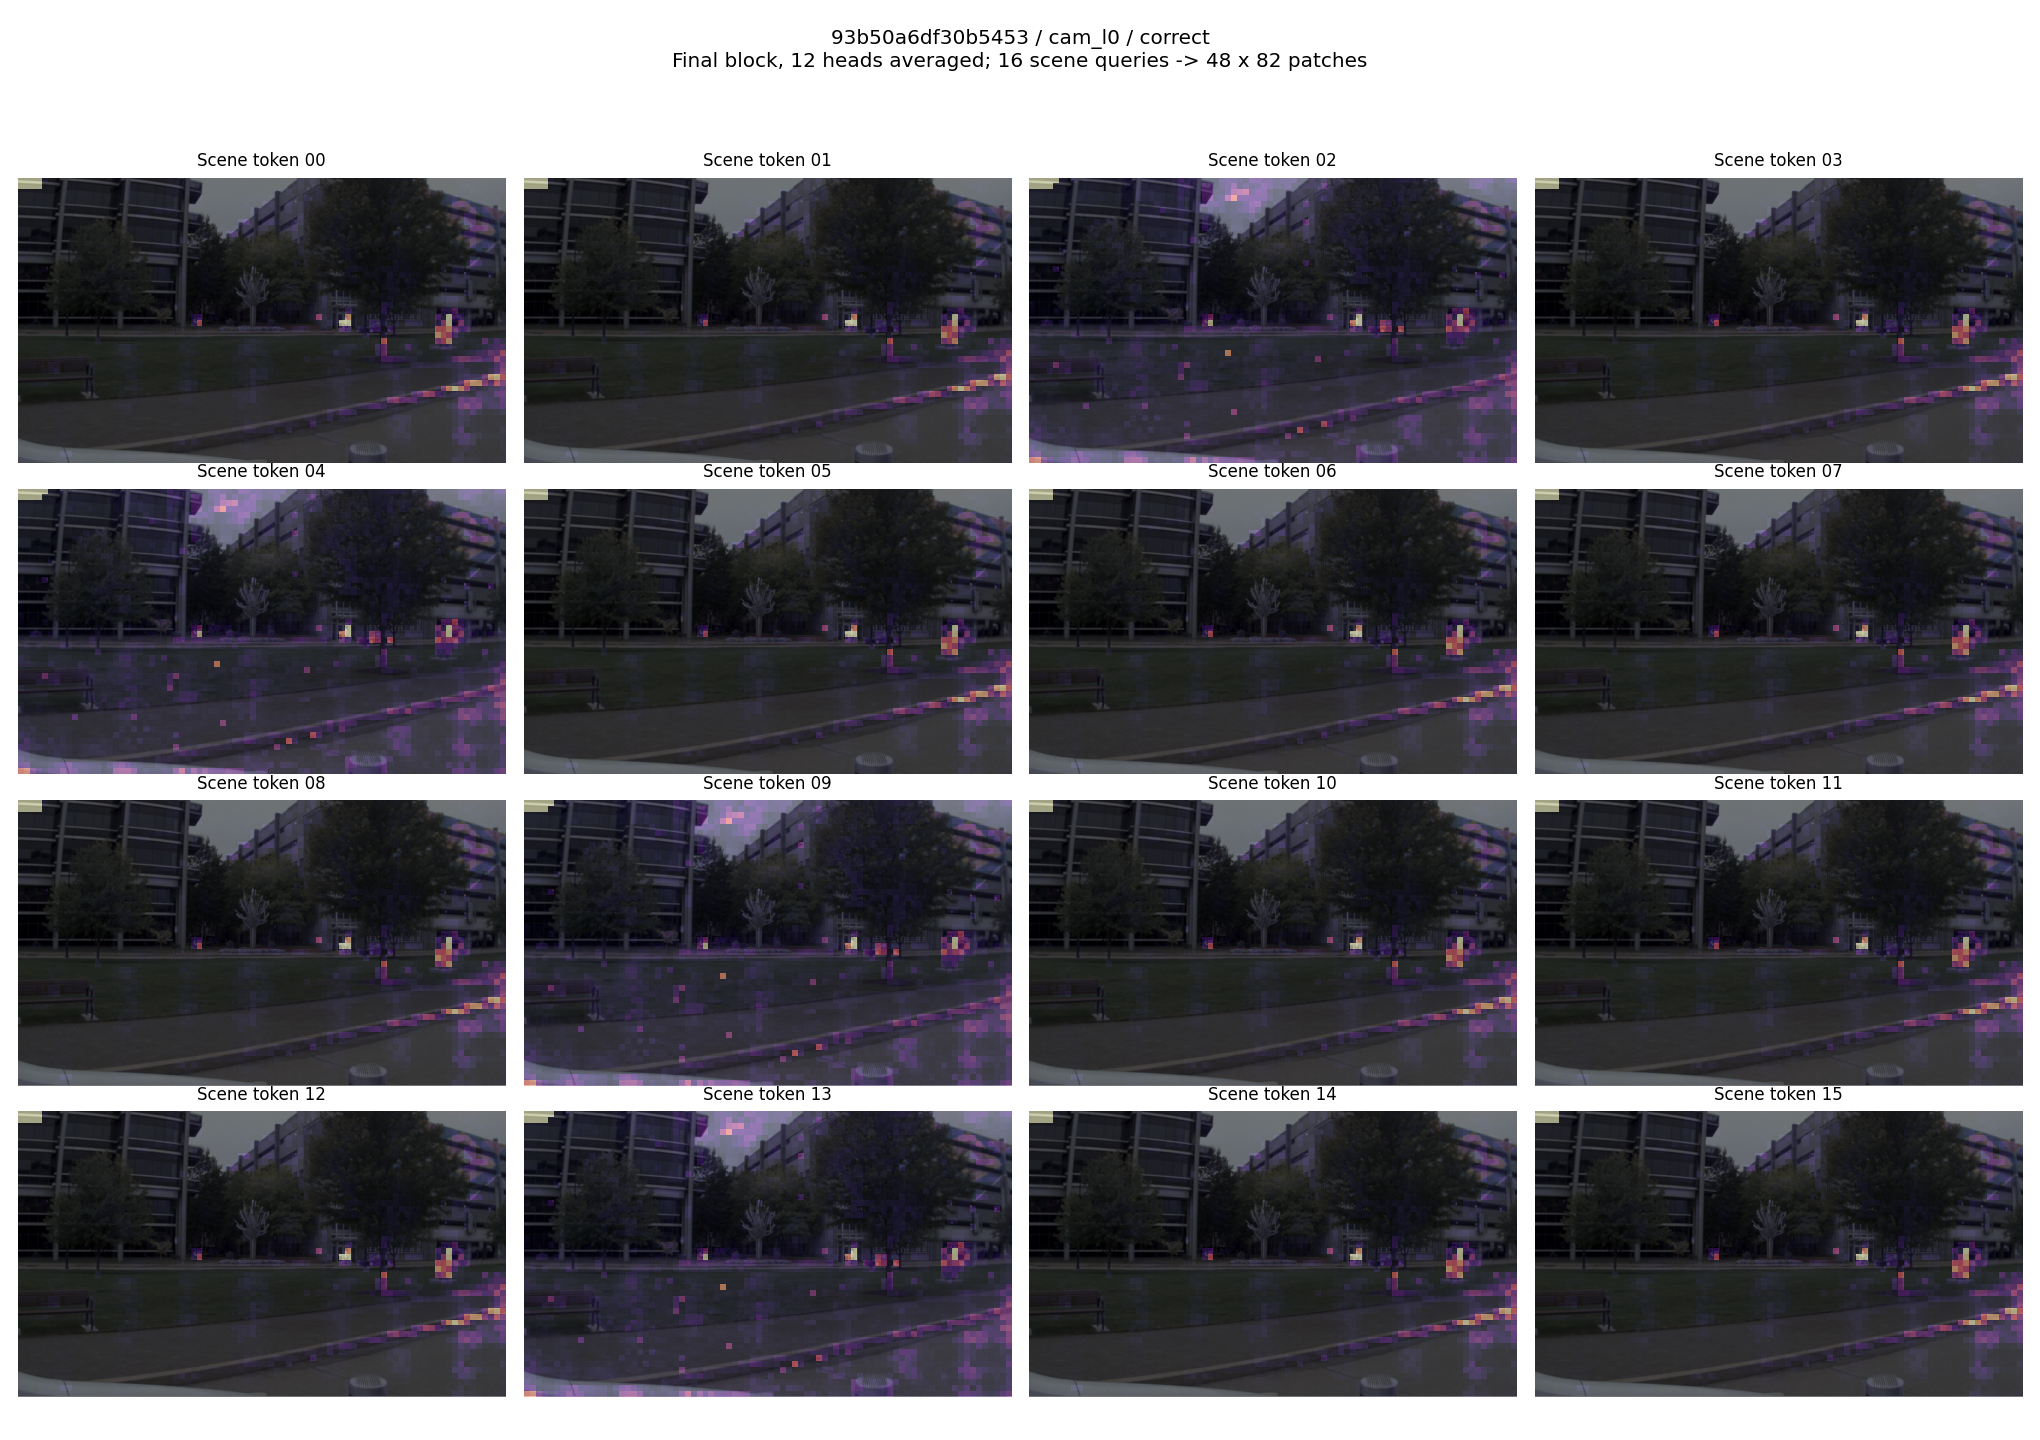 93b50a6df30b5453 / cam_l0 / correct
Final block, 12 heads averaged; 16 scene queries -> 48 x 82 patches
Scene token 00
Scene token 01
Scene token 02
Scene token 03
Scene token 04
Scene token 05
Scene token 06
Scene token 07
Scene token 08
Scene token 09
Scene token 10
Scene token 11
Scene token 12
Scene token 13
Scene token 14
Scene token 15